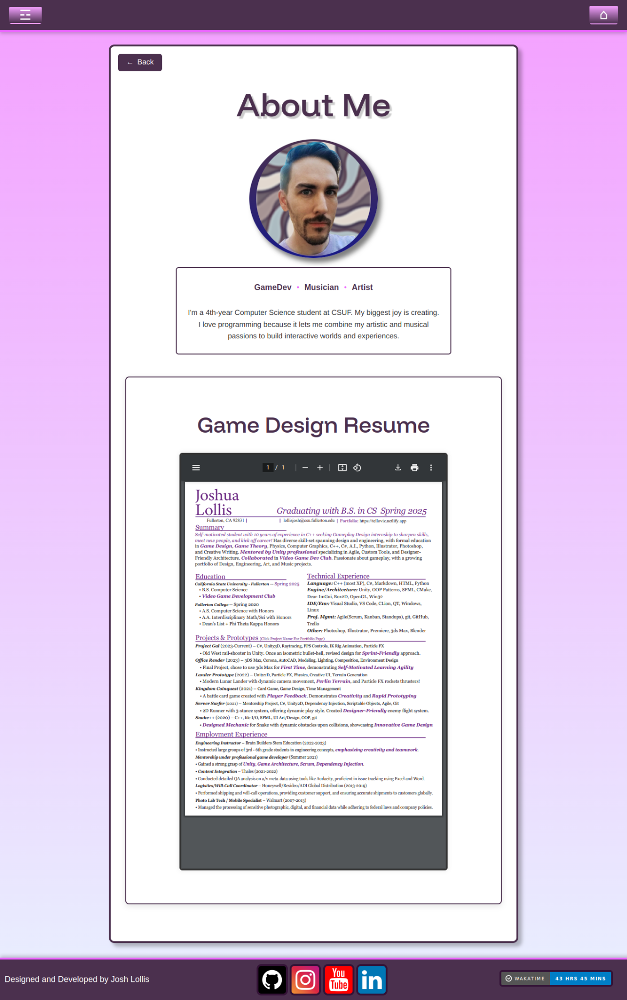 ← Back
About Me
GameDev • Musician • Artist
I'm a 4th-year Computer Science student at CSUF. My biggest joy is creating.
I love programming because it lets me combine my artistic and musical
passions to build interactive worlds and experiences.
Game Design Resume
1 / 1
Joshua
Lollis
Graduating with B.S. in CS Spring 2025
Fullerton, CA 92831 | | lollisjosh@csu.fullerton.edu | Portfolio: https://telloviz.netlify.app
Summary
Self-motivated student with 10 years of experience in C++ seeking Gameplay Design internship to sharpen skills,
meet new people, and kick off career! Has diverse skill-set spanning design and engineering, with formal education
in Game Design, Game Theory, Physics, Computer Graphics, C++, C#, A.I., Python, Illustrator, Photoshop,
and Creative Writing. Mentored by Unity professional specializing in Agile, Custom Tools, and Designer-
Friendly Architecture. Collaborated in Video Game Dev Club. Passionate about gameplay, with a growing
portfolio of Design, Engineering, Art, and Music projects.
Education
California State University - Fullerton -- Spring 2025
• B.S. Computer Science
• Video Game Development Club
Fullerton College -- Spring 2020
• A.S. Computer Science with Honors
• A.A. Interdisciplinary Math/Sci with Honors
• Dean's List + Phi Theta Kappa Honors
Technical Experience
Language: C++ (most XP), C#, Markdown, HTML, Python
Engine/Architecture: Unity, OOP Patterns, SFML, CMake,
Dear-ImGui, Box2D, OpenGL, Win32
IDE/Env: Visual Studio, VS Code, CLion, QT, Windows,
Linux
Proj. Mgmt: Agile(Scrum, Kanban, Standups), git, GitHub,
Trello
Other: Photoshop, Illustrator, Premiere, 3ds Max, Blender
Projects & Prototypes (Click Project Name For Portfolio Page)
Project Gal (2023-Current) – C#, Unity3D, Raytracing, FPS Controls, IK Rig Animation, Particle FX
• Old West rail-shooter in Unity. Once an isometric bullet-hell, revised design for Sprint-Friendly approach.
Office Render (2023) – 3DS Max, Corona, AutoCAD, Modeling, Lighting, Composition, Environment Design
• Final Project, chose to use 3ds Max for First Time, demonstrating Self-Motivated Learning Agility
Lander Prototype (2022) – Unity2D, Particle FX, Physics, Creative UI, Terrain Generation
• Modern Lunar Lander with dynamic camera movement, Perlin Terrain, and Particle FX rockets thrusters!
Kingdom Coinquest (2021) – Card Game, Game Design, Time Management
• A battle card game created with Player Feedback. Demonstrates Creativity and Rapid Prototyping
Server Surfer (2021) – Mentorship Project, C#, Unity2D, Dependency Injection, Scriptable Objects, Agile, Git
• 2D Runner with 3-stance system, offering dynamic play style. Created Designer-Friendly enemy flight system.
Snake++ (2020) – C++, file I/O, SFML, UI Art/Design, OOP, git
• Designed Mechanic for Snake with dynamic obstacles upon collisions, showcasing Innovative Game Design
Employment Experience
Engineering Instructor – Brain Builders Stem Education (2022-2023)
• Instructed large groups of 3rd - 6th grade students in engineering concepts, emphasizing creativity and teamwork.
Mentorship under professional game developer (Summer 2021)
• Gained a strong grasp of Unity, Game Architecture, Scrum, Dependency Injection.
• Content Integration – Thales (2021-2022)
• Conducted detailed QA analysis on a/v meta-data using tools like Audacity, proficient in issue tracking using Excel and Word.
Logistics/Will-Call Coordinator – Honeywell/Resideo/ADI Global Distribution (2013-2019)
• Performed shipping and will-call operations, providing customer support, and ensuring accurate shipments to customers globally.
Photo Lab Tech / Mobile Specialist – Walmart (2007-2013)
• Managed the processing of sensitive photographic, digital, and financial data while adhering to federal laws and company policies.
Designed and Developed by Josh Lollis
You
Tube
in
WAKATIME 43 HRS 45 MINS